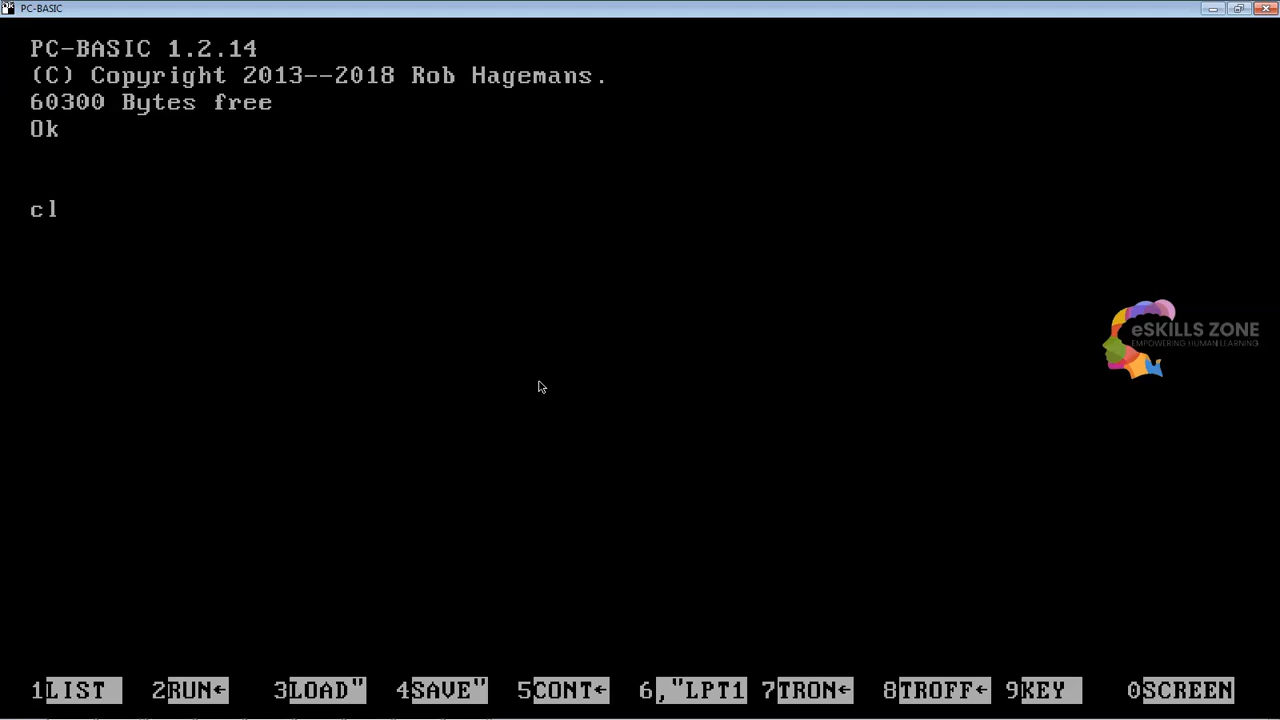 PC-BASIC
PC-BASIC 1.2.14
(C) Copyright 2013--2018 Rob Hagemans.
60300 Bytes free
Ok
cl
eSKILLS ZONE
EMPOWERING HUMAN LEARNING
1LIST 2RUN← 3LOAD" 4SAVE" 5CONT← 6,"LPT1 7TRON← 8TROFF← 9KEY 0SCREEN